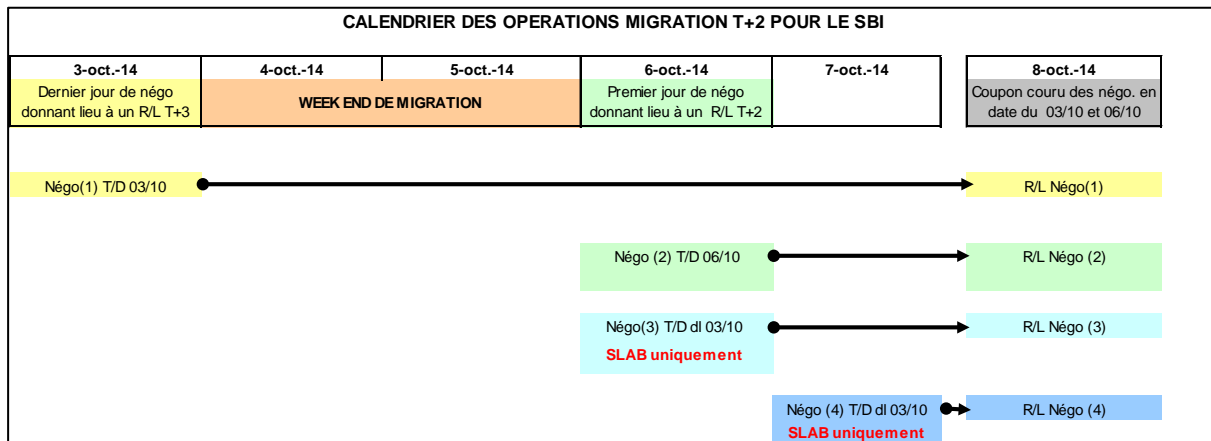 CALENDRIER DES OPERATIONS MIGRATION T+2 POUR LE SBI
3-oct.-14 4-oct.-14 5-oct.-14 6-oct.-14 7-oct.-14 8-oct.-14
Dernier jour de négo
donnant lieu à un R/L T+3
WEEK END DE MIGRATION
Premier jour de négo
donnant lieu à un R/L T+2
Coupon couru des négo. en
date du 03/10 et 06/10
Négo(1) T/D 03/10 R/L Négo(1)
Négo (2) T/D 06/10 R/L Négo (2)
Négo(3) T/D dl 03/10 R/L Négo (3)
SLAB uniquement
Négo (4) T/D dl 03/10 R/L Négo (4)
SLAB uniquement